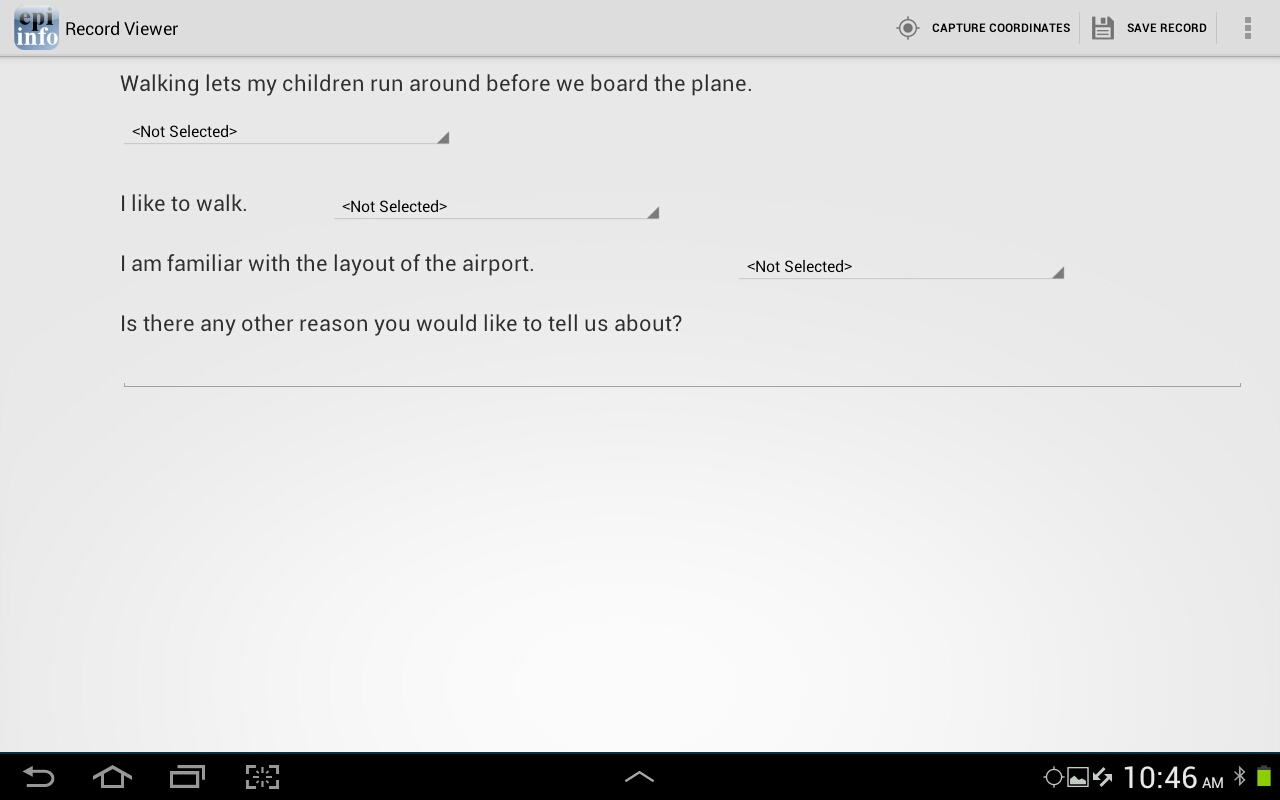 epi info Record Viewer CAPTURE COORDINATES SAVE RECORD
Walking lets my children run around before we board the plane.
<Not Selected>
I like to walk. <Not Selected>
I am familiar with the layout of the airport. <Not Selected>
Is there any other reason you would like to tell us about?
10:46 AM